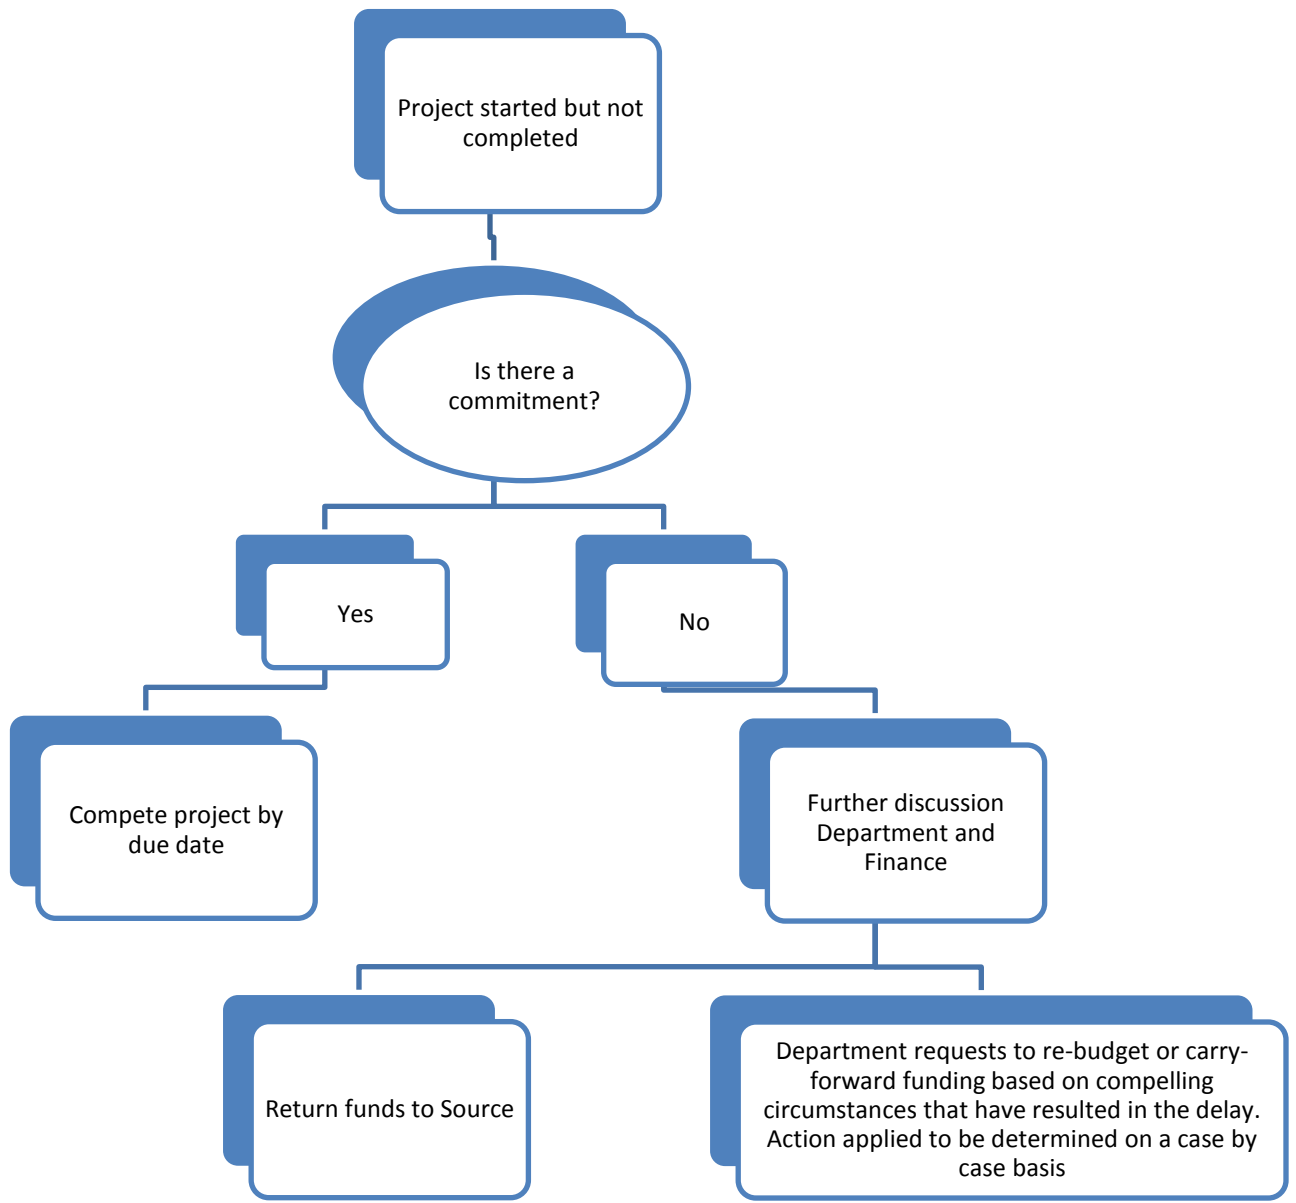 Project started but not
completed
Is there a
commitment?
Yes
No
Compete project by
due date
Further discussion
Department and
Finance
Return funds to Source
Department requests to re-budget or carry-
forward funding based on compelling
circumstances that have resulted in the delay.
Action applied to be determined on a case by
case basis